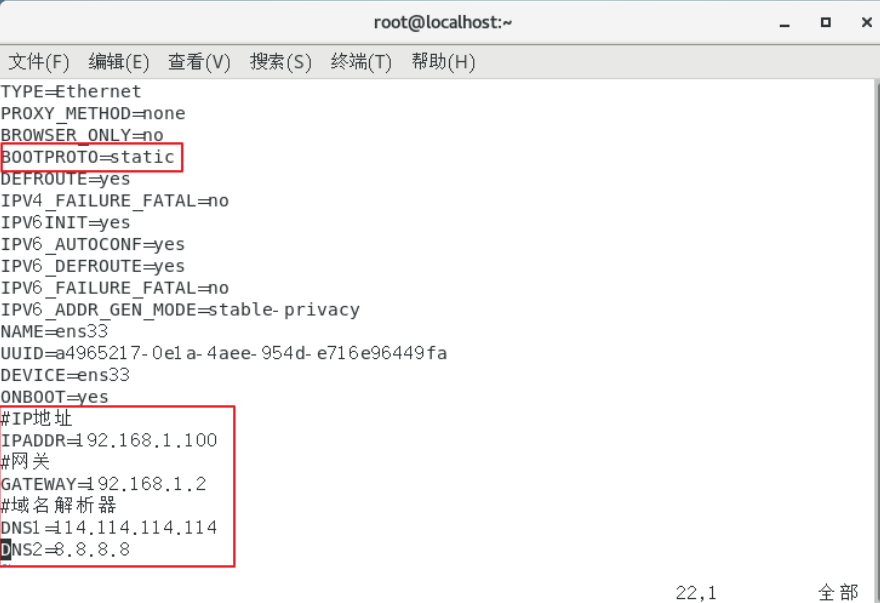 root@localhost:~
文件(F) 编辑(E) 查看(V) 搜索(S) 终端(T) 帮助(H)
TYPE=Ethernet
PROXY_METHOD=none
BROWSER_ONLY=no
BOOTPROTO=static
DEFROUTE=yes
IPV4_FAILURE_FATAL=no
IPV6INIT=yes
IPV6_AUTOCONF=yes
IPV6_DEFROUTE=yes
IPV6_FAILURE_FATAL=no
IPV6_ADDR_GEN_MODE=stable-privacy
NAME=ens33
UUID=a4965217-0e1a-4aee-954d-e716e96449fa
DEVICE=ens33
ONBOOT=yes
#IP地址
IPADDR=192.168.1.100
#网关
GATEWAY=192.168.1.2
#域名解析器
DNS1=114.114.114.114
DNS2=8.8.8.8
22,1 全部